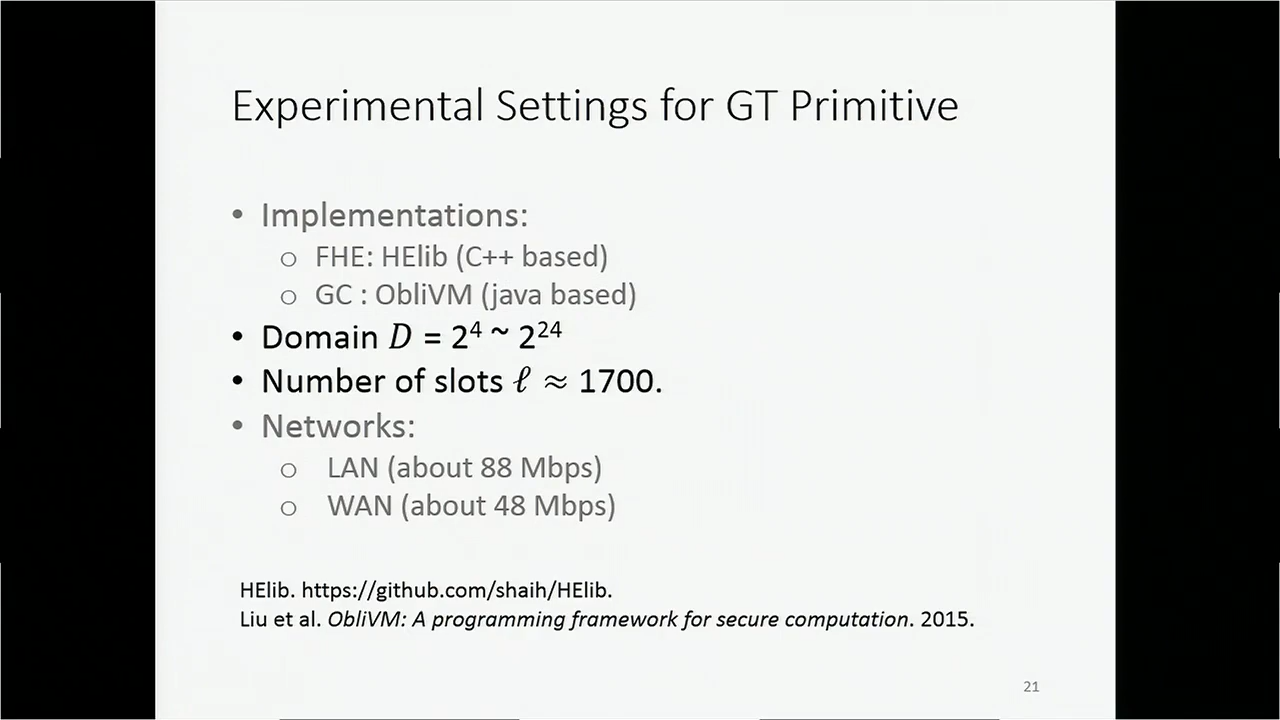 Experimental Settings for GT Primitive
• Implementations:
○ FHE: HElib (C++ based)
○ GC : ObliVM (java based)
• Domain D = 2⁴ ~ 2²⁴
• Number of slots ℓ ≈ 1700.
• Networks:
○ LAN (about 88 Mbps)
○ WAN (about 48 Mbps)
HElib. https://github.com/shaih/HElib.
Liu et al. ObliVM: A programming framework for secure computation. 2015.
21